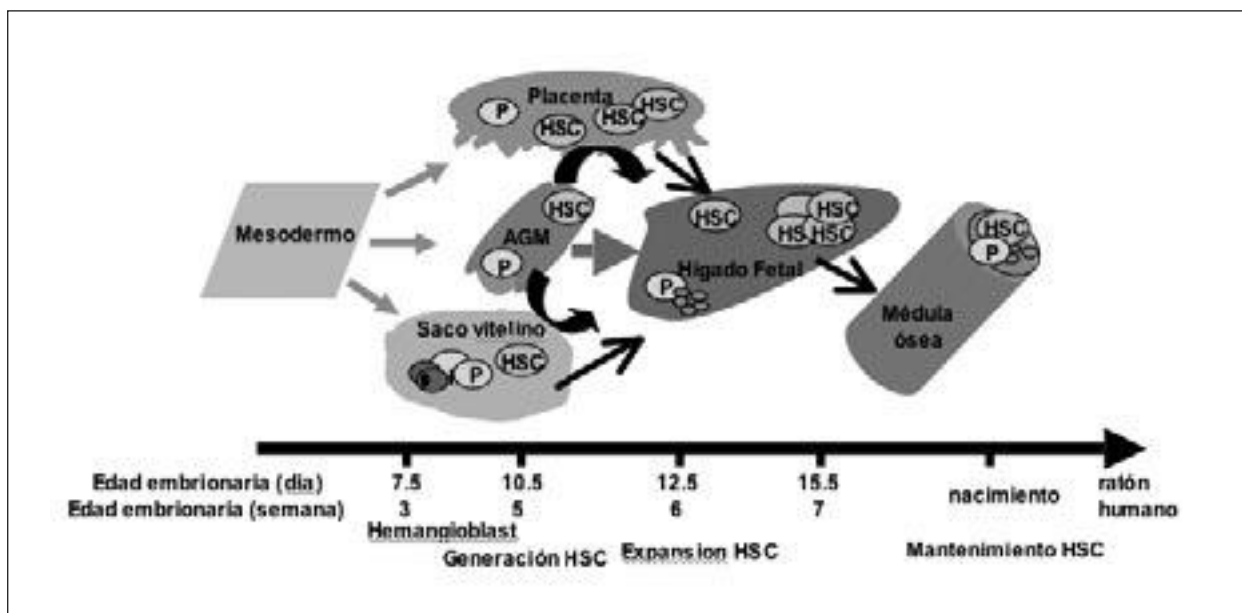 Placenta
P
HSC
HSC
HSC
Mesodermo
HSC
AGM
P
HSC
HSC
HSC
HSC
P
Hígado Fetal
HSC
P
Médula
ósea
Saco vitelino
HSC
P
Edad embrionaria (dia) 7.5 10.5 12.5 15.5 nacimiento ratón
Edad embrionaria (semana) 3 5 6 7 humano
Hemangioblast
Generación HSC
Expansion HSC
Mantenimiento HSC